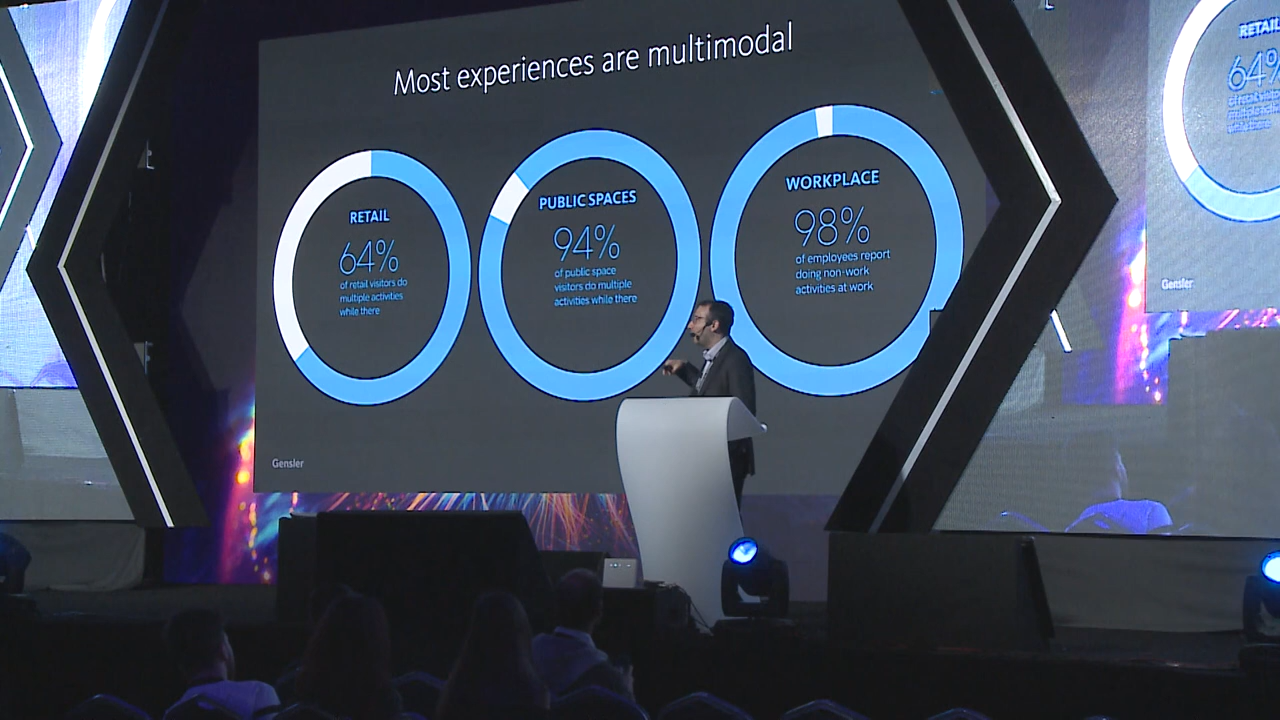 Most experiences are multimodal
RETAIL
64%
of retail visitors do
multiple activities
while there
PUBLIC SPACES
94%
of public space
visitors do multiple
activities while there
WORKPLACE
98%
of employees report
doing non-work
activities at work
Gensler
RETAIL
64%
Gensler